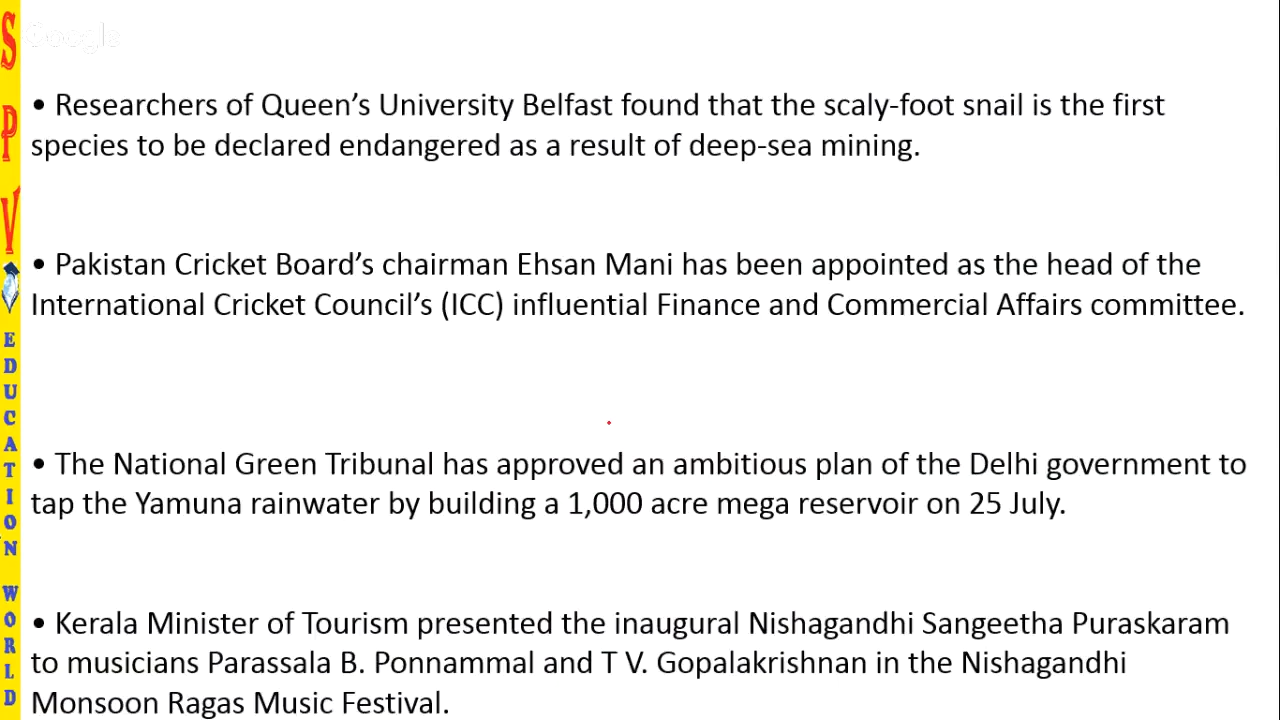 SPV EDUCATION WORLD
Google
• Researchers of Queen’s University Belfast found that the scaly-foot snail is the first
species to be declared endangered as a result of deep-sea mining.
• Pakistan Cricket Board’s chairman Ehsan Mani has been appointed as the head of the
International Cricket Council’s (ICC) influential Finance and Commercial Affairs committee.
• The National Green Tribunal has approved an ambitious plan of the Delhi government to
tap the Yamuna rainwater by building a 1,000 acre mega reservoir on 25 July.
• Kerala Minister of Tourism presented the inaugural Nishagandhi Sangeetha Puraskaram
to musicians Parassala B. Ponnammal and T V. Gopalakrishnan in the Nishagandhi
Monsoon Ragas Music Festival.